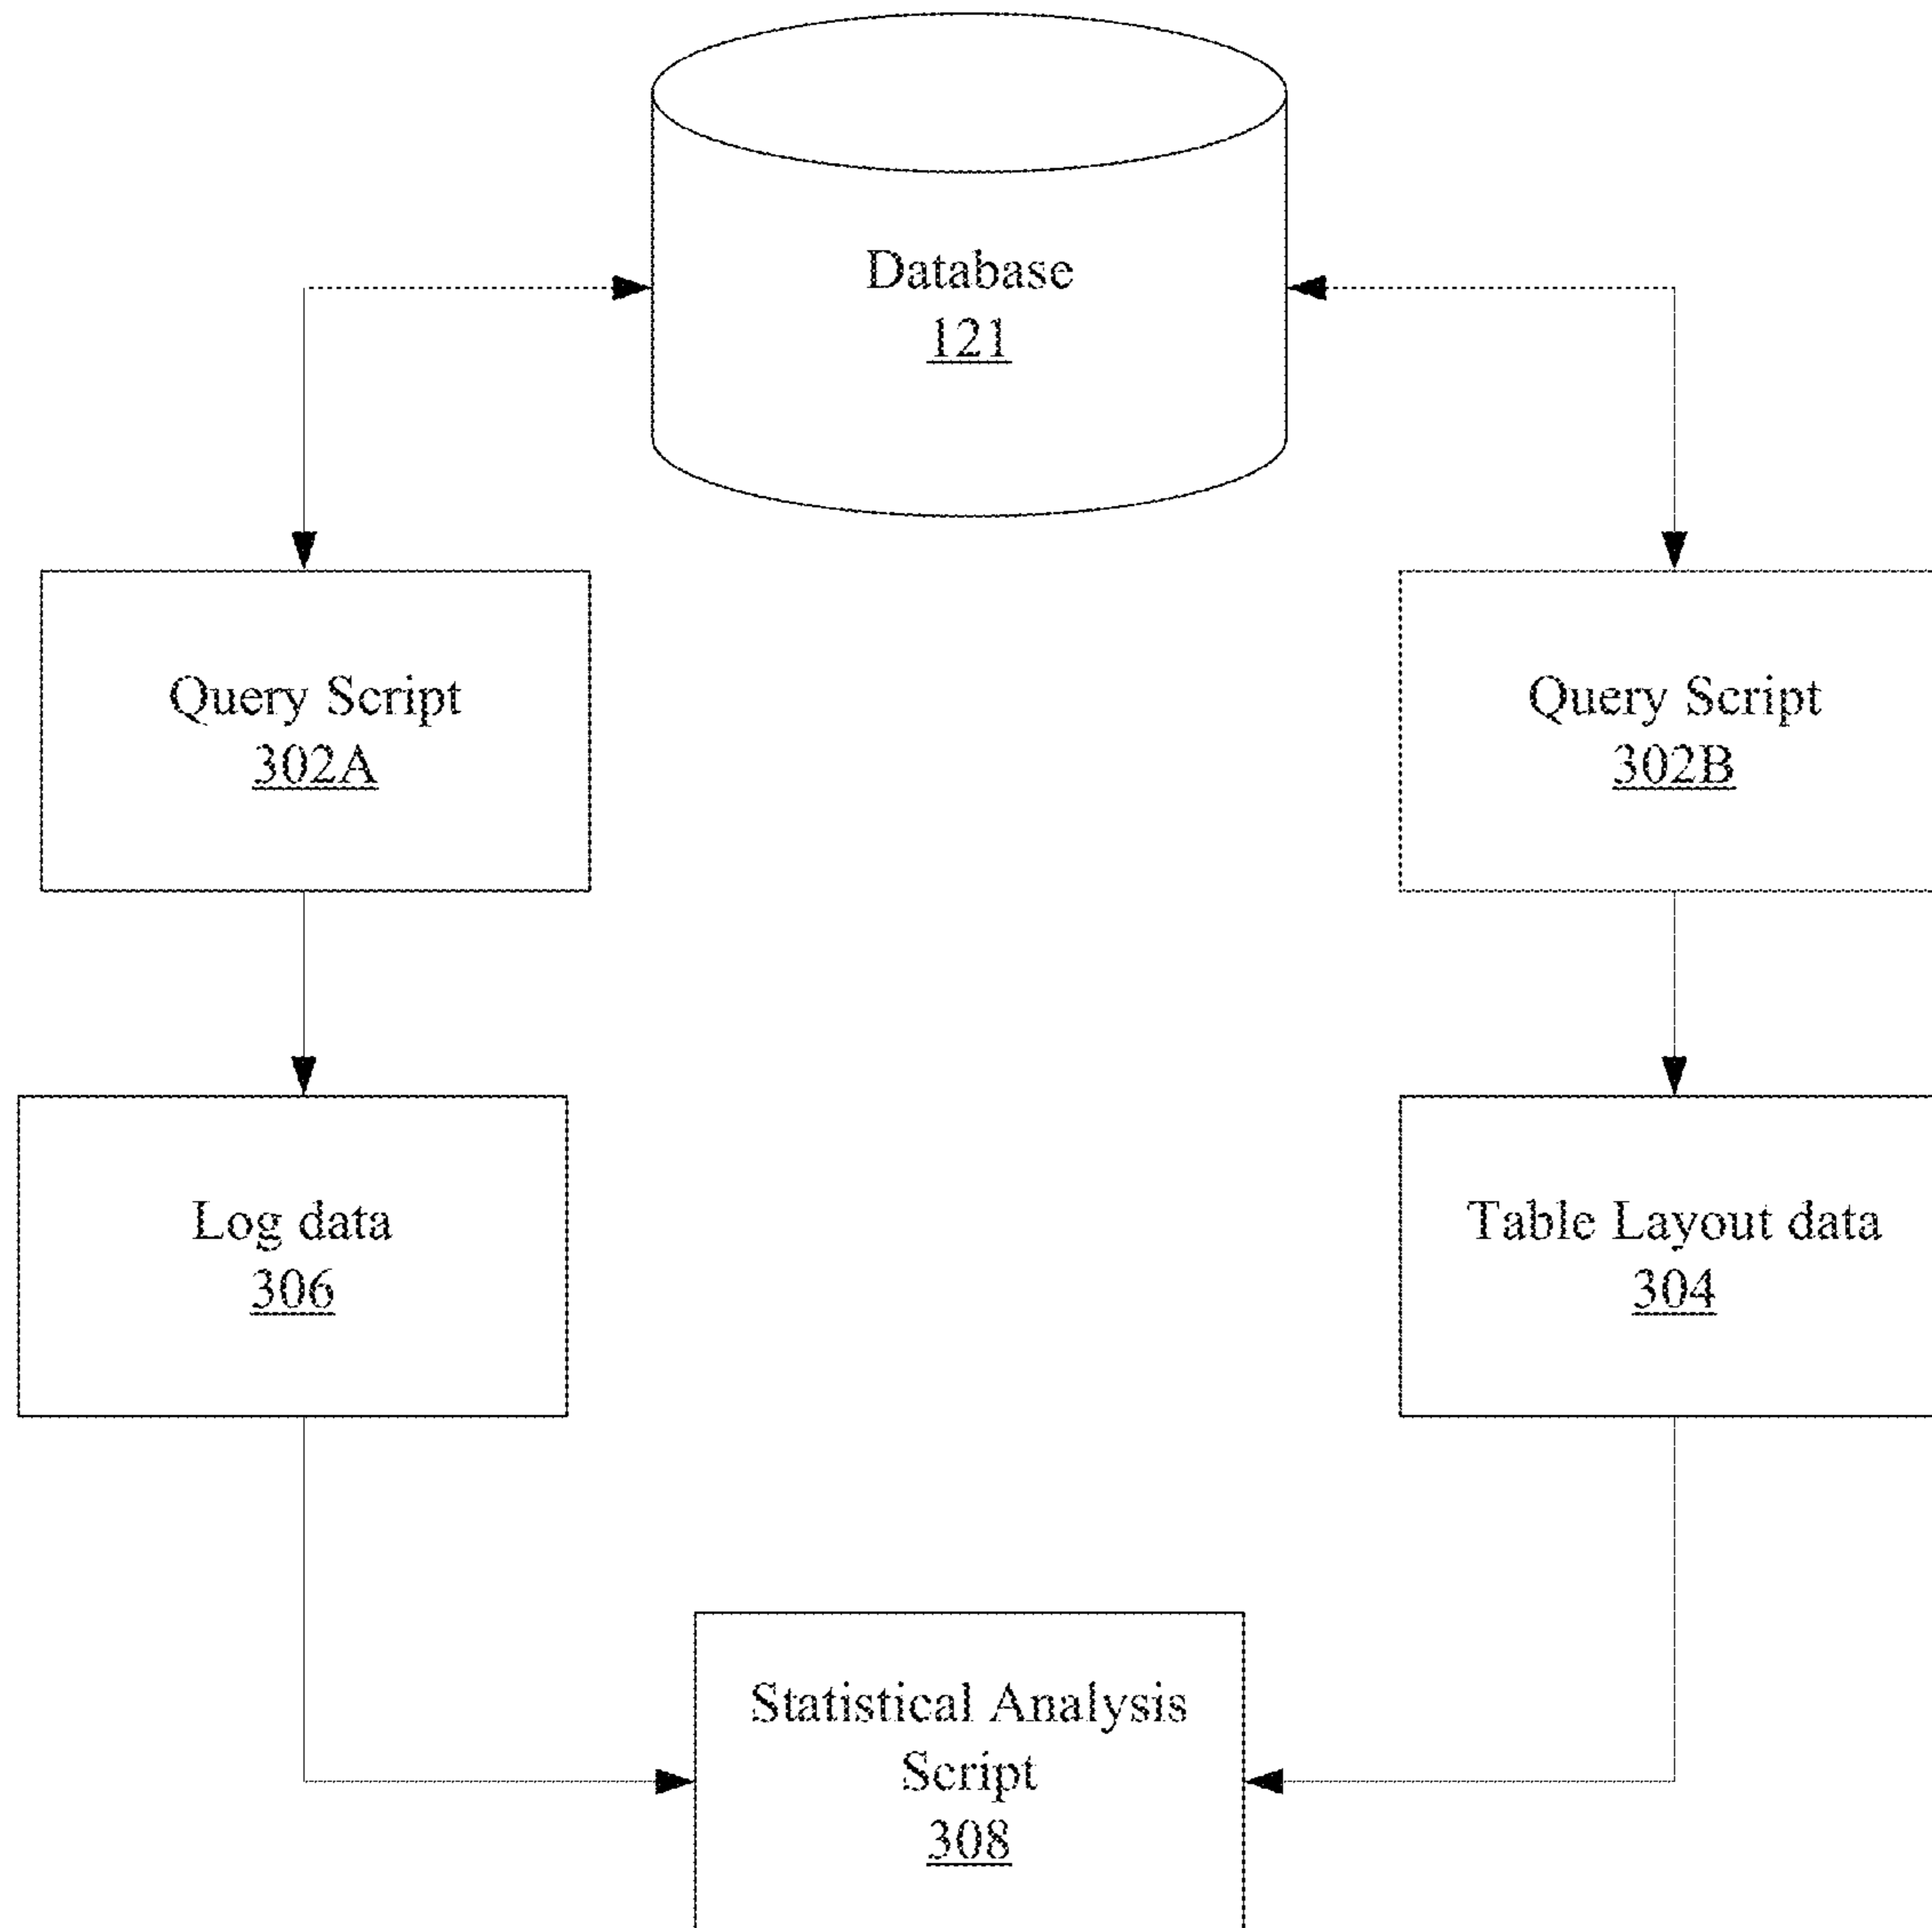 Database
121
Query Script
302A
Query Script
302B
Log data
306
Table Layout data
304
Statistical Analysis
Script
308